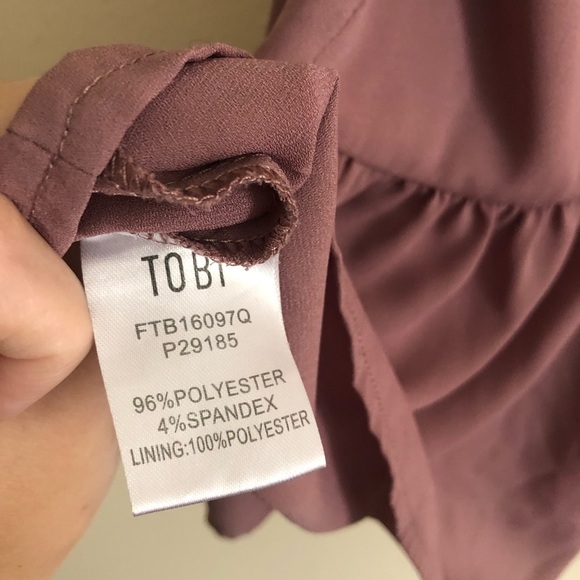 TOBI
FTB16097Q
P29185
96%POLYESTER
4%SPANDEX
LINING:100%POLYESTER